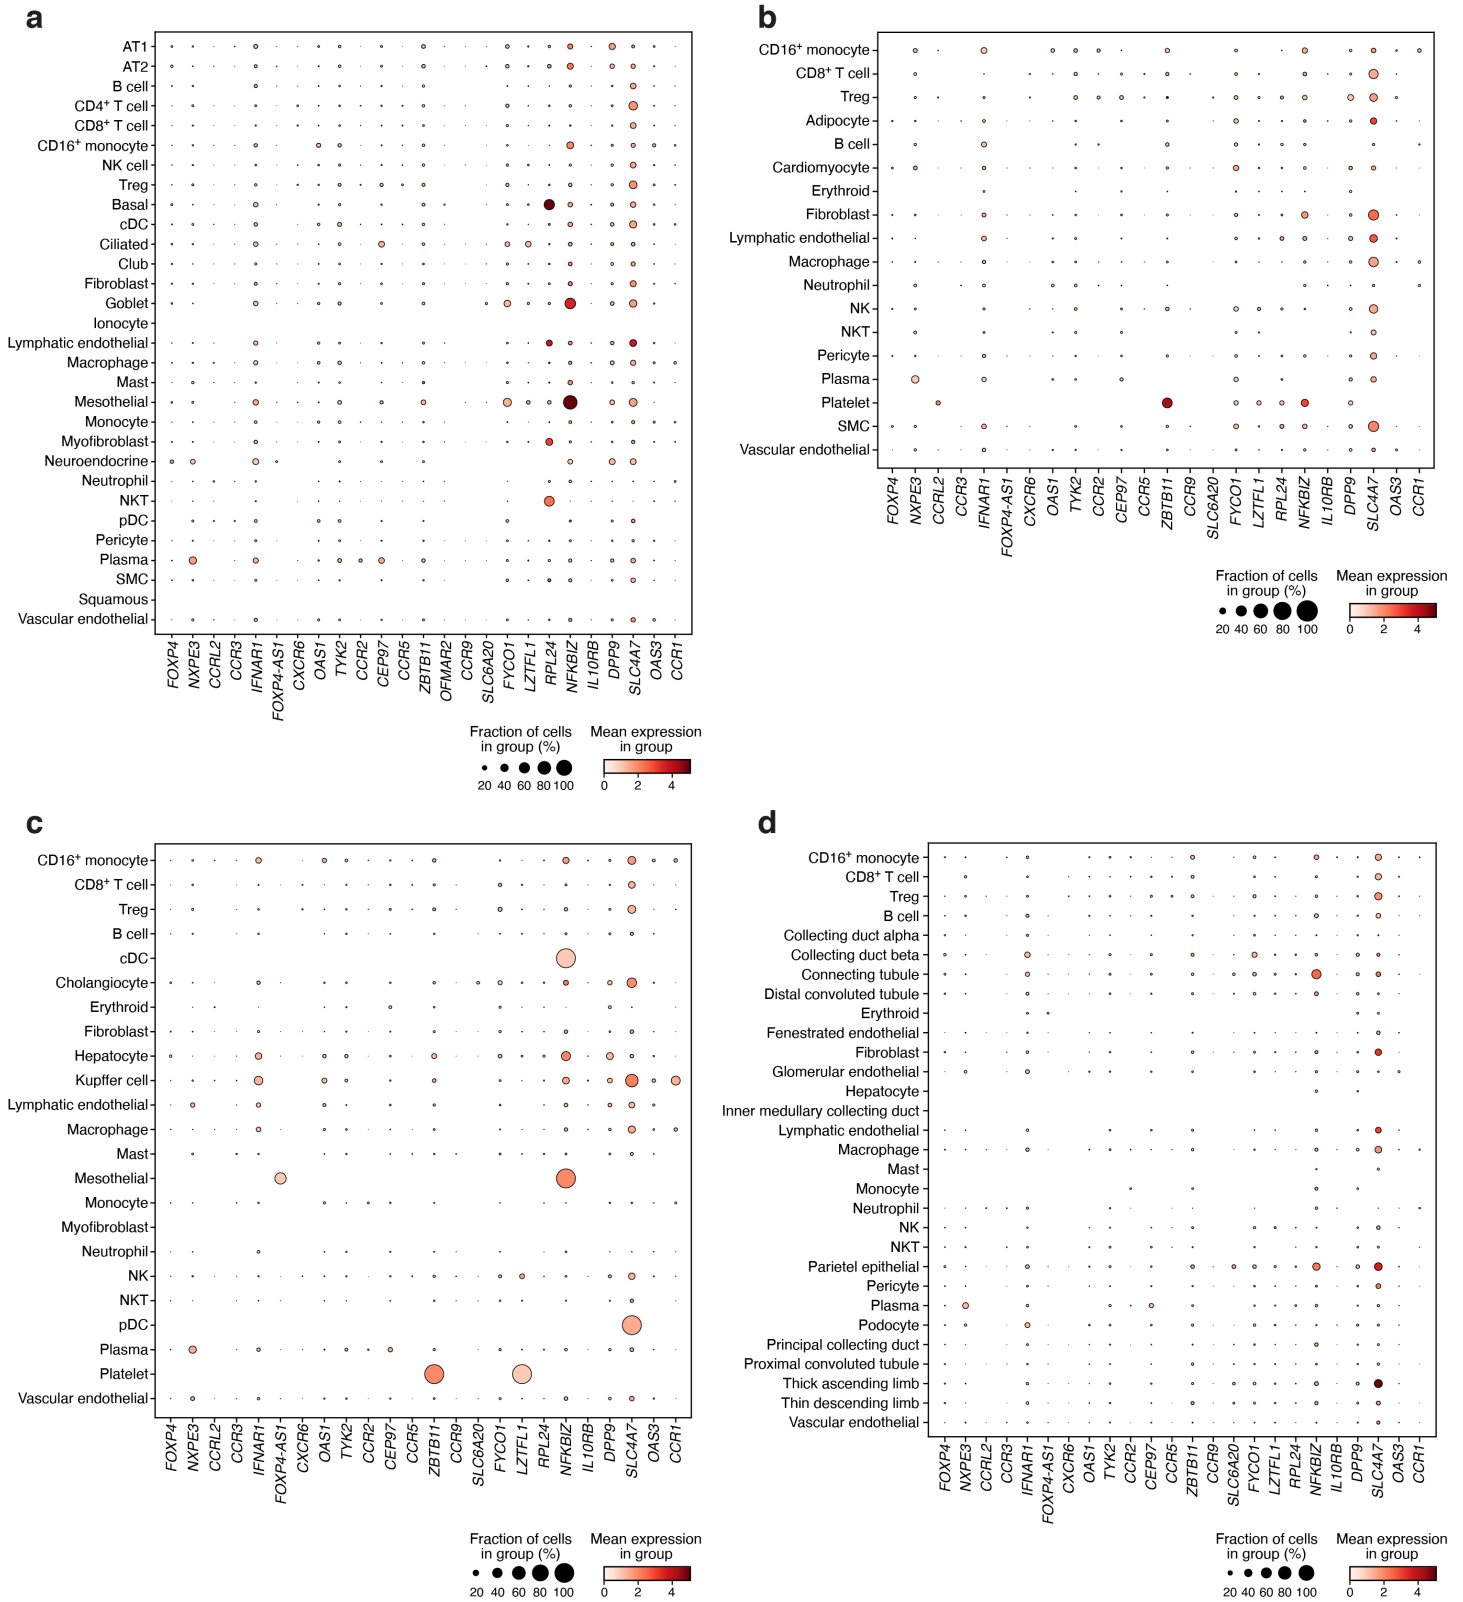 a
AT1
AT2
B cell
CD4+ T cell
CD8+ T cell
CD16+ monocyte
NK cell
Treg
Basal
cDC
Ciliated
Club
Fibroblast
Goblet
Ionocyte
Lymphatic endothelial
Macrophage
Mast
Mesothelial
Monocyte
Myofibroblast
Neuroendocrine
Neutrophil
NKT
pDC
Pericyte
Plasma
SMC
Squamous
Vascular endothelial
FOXP4 NXPE3 CCRL2 CCR3 IFNAR1 FOXP4-AS1 CXCR6 OAS1 TYK2 CCR2 CEP97 CCR5 ZBTB11 OFMAR2 CCR9 SLC6A20 FYCO1 LZTFL1 RPL24 NFKBIZ IL10RB DPP9 SLC4A7 OAS3 CCR1
Fraction of cells
in group (%)
20 40 60 80 100
Mean expression
in group
0 2 4
b
CD16+ monocyte
CD8+ T cell
Treg
Adipocyte
B cell
Cardiomyocyte
Erythroid
Fibroblast
Lymphatic endothelial
Macrophage
Neutrophil
NK
NKT
Pericyte
Plasma
Platelet
SMC
Vascular endothelial
FOXP4 NXPE3 CCRL2 CCR3 IFNAR1 FOXP4-AS1 CXCR6 OAS1 TYK2 CCR2 CEP97 CCR5 ZBTB11 CCR9 SLC6A20 FYCO1 LZTFL1 RPL24 NFKBIZ IL10RB DPP9 SLC4A7 OAS3 CCR1
Fraction of cells
in group (%)
20 40 60 80 100
Mean expression
in group
0 2 4
c
CD16+ monocyte
CD8+ T cell
Treg
B cell
cDC
Cholangiocyte
Erythroid
Fibroblast
Hepatocyte
Kupffer cell
Lymphatic endothelial
Macrophage
Mast
Mesothelial
Monocyte
Myofibroblast
Neutrophil
NK
NKT
pDC
Plasma
Platelet
Vascular endothelial
FOXP4 NXPE3 CCRL2 CCR3 IFNAR1 FOXP4-AS1 CXCR6 OAS1 TYK2 CCR2 CEP97 CCR5 ZBTB11 CCR9 SLC6A20 FYCO1 LZTFL1 RPL24 NFKBIZ IL10RB DPP9 SLC4A7 OAS3 CCR1
Fraction of cells
in group (%)
20 40 60 80 100
Mean expression
in group
0 2 4
d
CD16+ monocyte
CD8+ T cell
Treg
B cell
Collecting duct alpha
Collecting duct beta
Connecting tubule
Distal convoluted tubule
Erythroid
Fenestrated endothelial
Fibroblast
Glomerular endothelial
Hepatocyte
Inner medullary collecting duct
Lymphatic endothelial
Macrophage
Mast
Monocyte
Neutrophil
NK
NKT
Parietel epithelial
Pericyte
Plasma
Podocyte
Principal collecting duct
Proximal convoluted tubule
Thick ascending limb
Thin descending limb
Vascular endothelial
FOXP4 NXPE3 CCRL2 CCR3 IFNAR1 FOXP4-AS1 CXCR6 OAS1 TYK2 CCR2 CEP97 CCR5 ZBTB11 CCR9 SLC6A20 FYCO1 LZTFL1 RPL24 NFKBIZ IL10RB DPP9 SLC4A7 OAS3 CCR1
Fraction of cells
in group (%)
20 40 60 80 100
Mean expression
in group
0 2 4